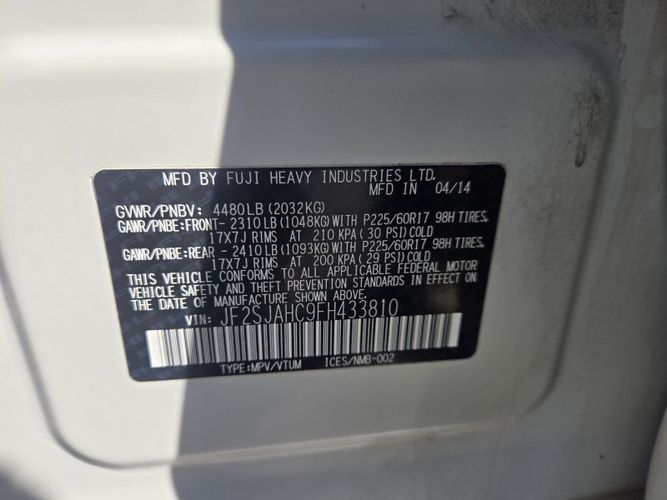 MFD BY FUJI HEAVY INDUSTRIES LTD.
MFD IN 04/14
GVWR/PNBV: 4480LB(2032KG)
GAWR/PNBE:FRONT- 2310LB(1048KG)WITH P225/60R17 98H TIRES,
17X7J RIMS AT 210 KPA(30 PSI)COLD
GAWR/PNBE:REAR - 2410LB(1093KG)WITH P225/60R17 98H TIRES,
17X7J RIMS AT 200 KPA(29 PSI)COLD
THIS VEHICLE CONFORMS TO ALL APPLICABLE FEDERAL MOTOR
VEHICLE SAFETY AND THEFT PREVENTION STANDARDS IN EFFECT ON
THE DATE OF MANUFACTURE SHOWN ABOVE.
VIN: JF2SJAHC9FH433810
TYPE:MPV/VTUM ICES/NMB-002